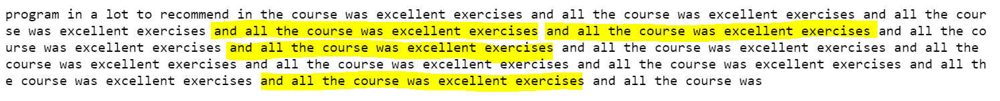 program in a lot to recommend in the course was excellent exercises and all the course was excellent exercises and all the cour
se was excellent exercises and all the course was excellent exercises and all the course was excellent exercises and all the co
urse was excellent exercises and all the course was excellent exercises and all the course was excellent exercises and all the
course was excellent exercises and all the course was excellent exercises and all the course was excellent exercises and all th
e course was excellent exercises and all the course was excellent exercises and all the course was